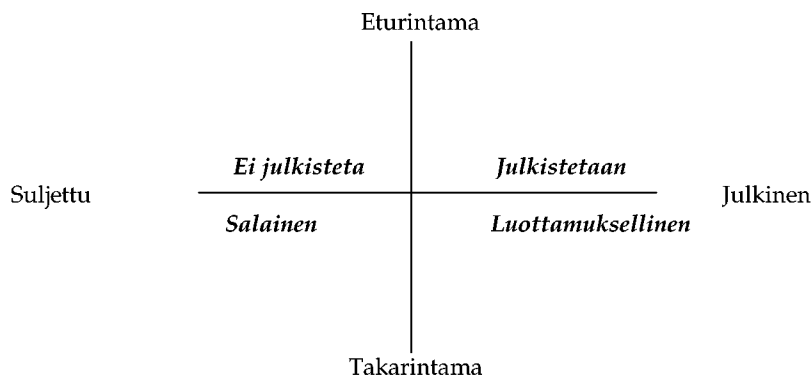 Eturintama
Ei julkisteta Julkistetaan
Suljettu Julkinen
Salainen Luottamuksellinen
Takarintama